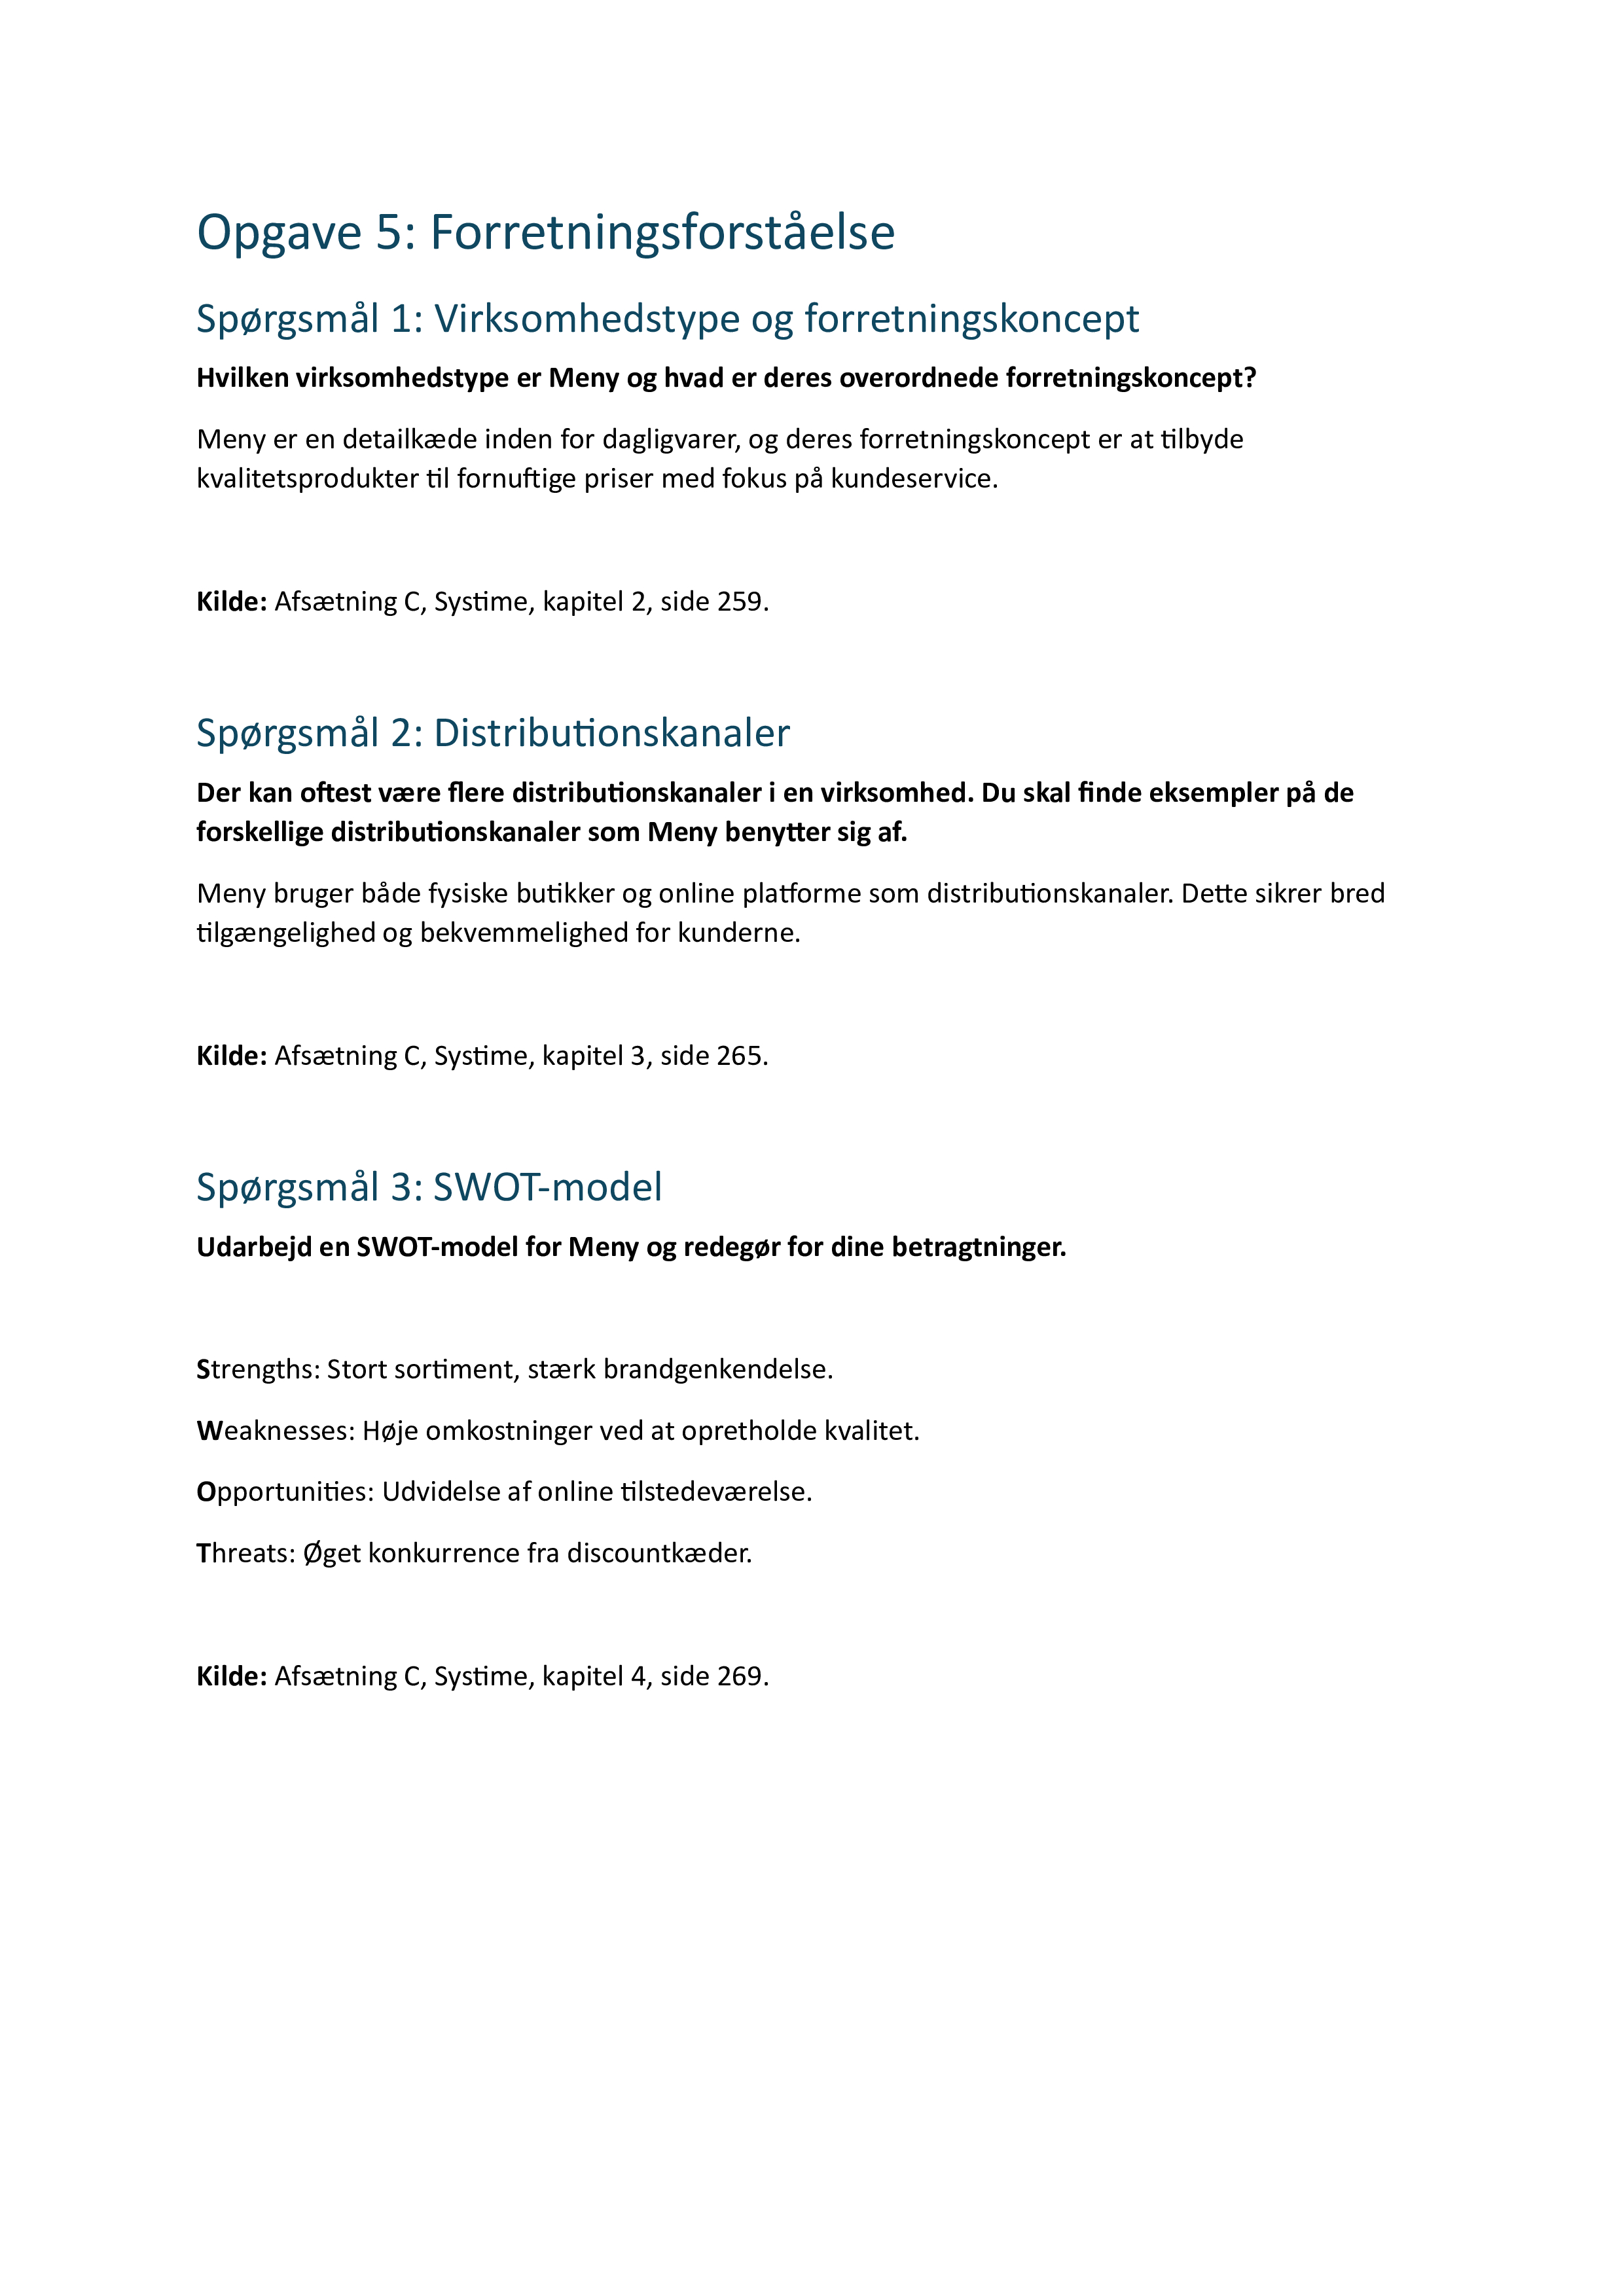 Opgave 5: Forretningsforståelse
Spørgsmål 1: Virksomhedstype og forretningskoncept
Hvilken virksomhedstype er Meny og hvad er deres overordnede forretningskoncept?
Meny er en detailkæde inden for dagligvarer, og deres forretningskoncept er at tilbyde
kvalitetsprodukter til fornuftige priser med fokus på kundeservice.
Kilde: Afsætning C, Systime, kapitel 2, side 259.
Spørgsmål 2: Distributionskanaler
Der kan oftest være flere distributionskanaler i en virksomhed. Du skal finde eksempler på de
forskellige distributionskanaler som Meny benytter sig af.
Meny bruger både fysiske butikker og online platforme som distributionskanaler. Dette sikrer bred
tilgængelighed og bekvemmelighed for kunderne.
Kilde: Afsætning C, Systime, kapitel 3, side 265.
Spørgsmål 3: SWOT-model
Udarbejd en SWOT-model for Meny og redegør for dine betragtninger.
Strengths: Stort sortiment, stærk brandgenkendelse.
Weaknesses: Høje omkostninger ved at opretholde kvalitet.
Opportunities: Udvidelse af online tilstedeværelse.
Threats: Øget konkurrence fra discountkæder.
Kilde: Afsætning C, Systime, kapitel 4, side 269.